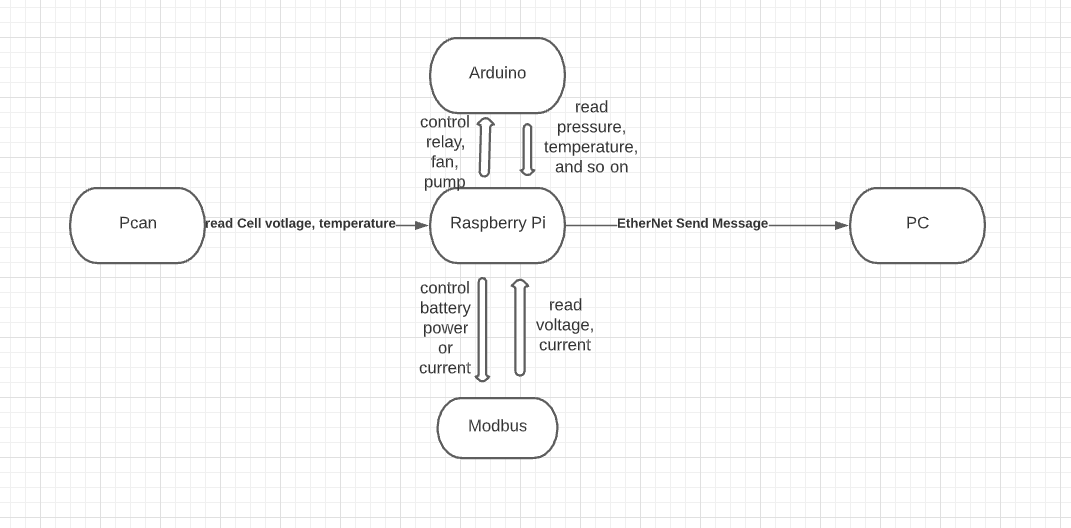 Arduino
control
relay,
fan,
pump
read
pressure,
temperature,
and so on
Pcan
read Cell votlage, temperature
Raspberry Pi
EtherNet Send Message
PC
control
battery
power
or
current
read
voltage,
current
Modbus